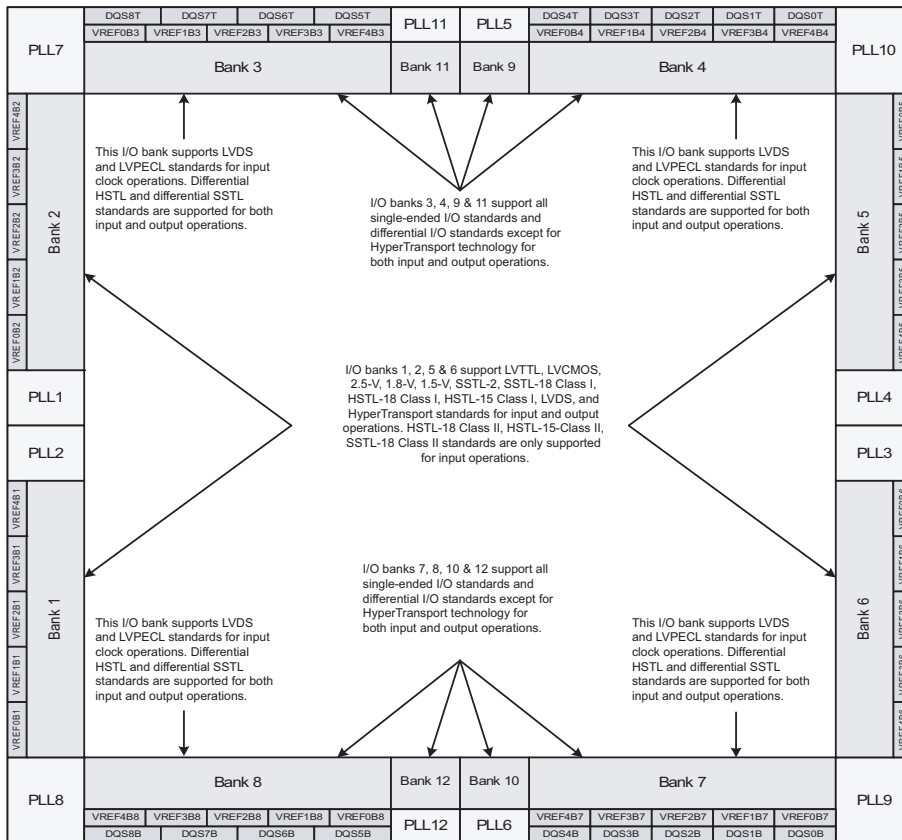 DQS8T DQS7T DQS6T DQS5T
PLL11
PLL5
DQS4T DQS3T DQS2T DQS1T DQS0T
VREF0B3 VREF1B3 VREF2B3 VREF3B3 VREF4B3
VREF0B4 VREF1B4 VREF2B4 VREF3B4 VREF4B4
PLL7
PLL10
Bank 3
Bank 11
Bank 9
Bank 4
VREF4B2
VREF3B2
VREF2B2
VREF1B2
VREF0B2
Bank 2
This I/O bank supports LVDS
and LVPECL standards for input
clock operations. Differential
HSTL and differential SSTL
standards are supported for both
input and output operations.
I/O banks 3, 4, 9 & 11 support all
single-ended I/O standards and
differential I/O standards except for
HyperTransport technology for
both input and output operations.
This I/O bank supports LVDS
and LVPECL standards for input
clock operations. Differential
HSTL and differential SSTL
standards are supported for both
input and output operations.
Bank 5
VREF0B5
VREF1B5
VREF2B5
VREF3B5
VREF4B5
PLL1
PLL2
I/O banks 1, 2, 5 & 6 support LVTTL, LVCMOS,
2.5-V, 1.8-V, 1.5-V, SSTL-2, SSTL-18 Class I,
HSTL-18 Class I, HSTL-15 Class I, LVDS, and
HyperTransport standards for input and output
operations. HSTL-18 Class II, HSTL-15-Class II,
SSTL-18 Class II standards are only supported
for input operations.
PLL4
PLL3
VREF4B1
VREF3B1
VREF2B1
VREF1B1
VREF0B1
Bank 1
I/O banks 7, 8, 10 & 12 support all
single-ended I/O standards and
differential I/O standards except for
HyperTransport technology for
both input and output operations.
This I/O bank supports LVDS
and LVPECL standards for input
clock operations. Differential
HSTL and differential SSTL
standards are supported for both
input and output operations.
This I/O bank supports LVDS
and LVPECL standards for input
clock operations. Differential
HSTL and differential SSTL
standards are supported for both
input and output operations.
Bank 6
VREF0B6
VREF1B6
VREF2B6
VREF3B6
VREF4B6
PLL8
Bank 8
Bank 12
Bank 10
Bank 7
PLL9
VREF4B8 VREF3B8 VREF2B8 VREF1B8 VREF0B8
PLL12
PLL6
VREF4B7 VREF3B7 VREF2B7 VREF1B7 VREF0B7
DQS8B DQS7B DQS6B DQS5B
DQS4B DQS3B DQS2B DQS1B DQS0B